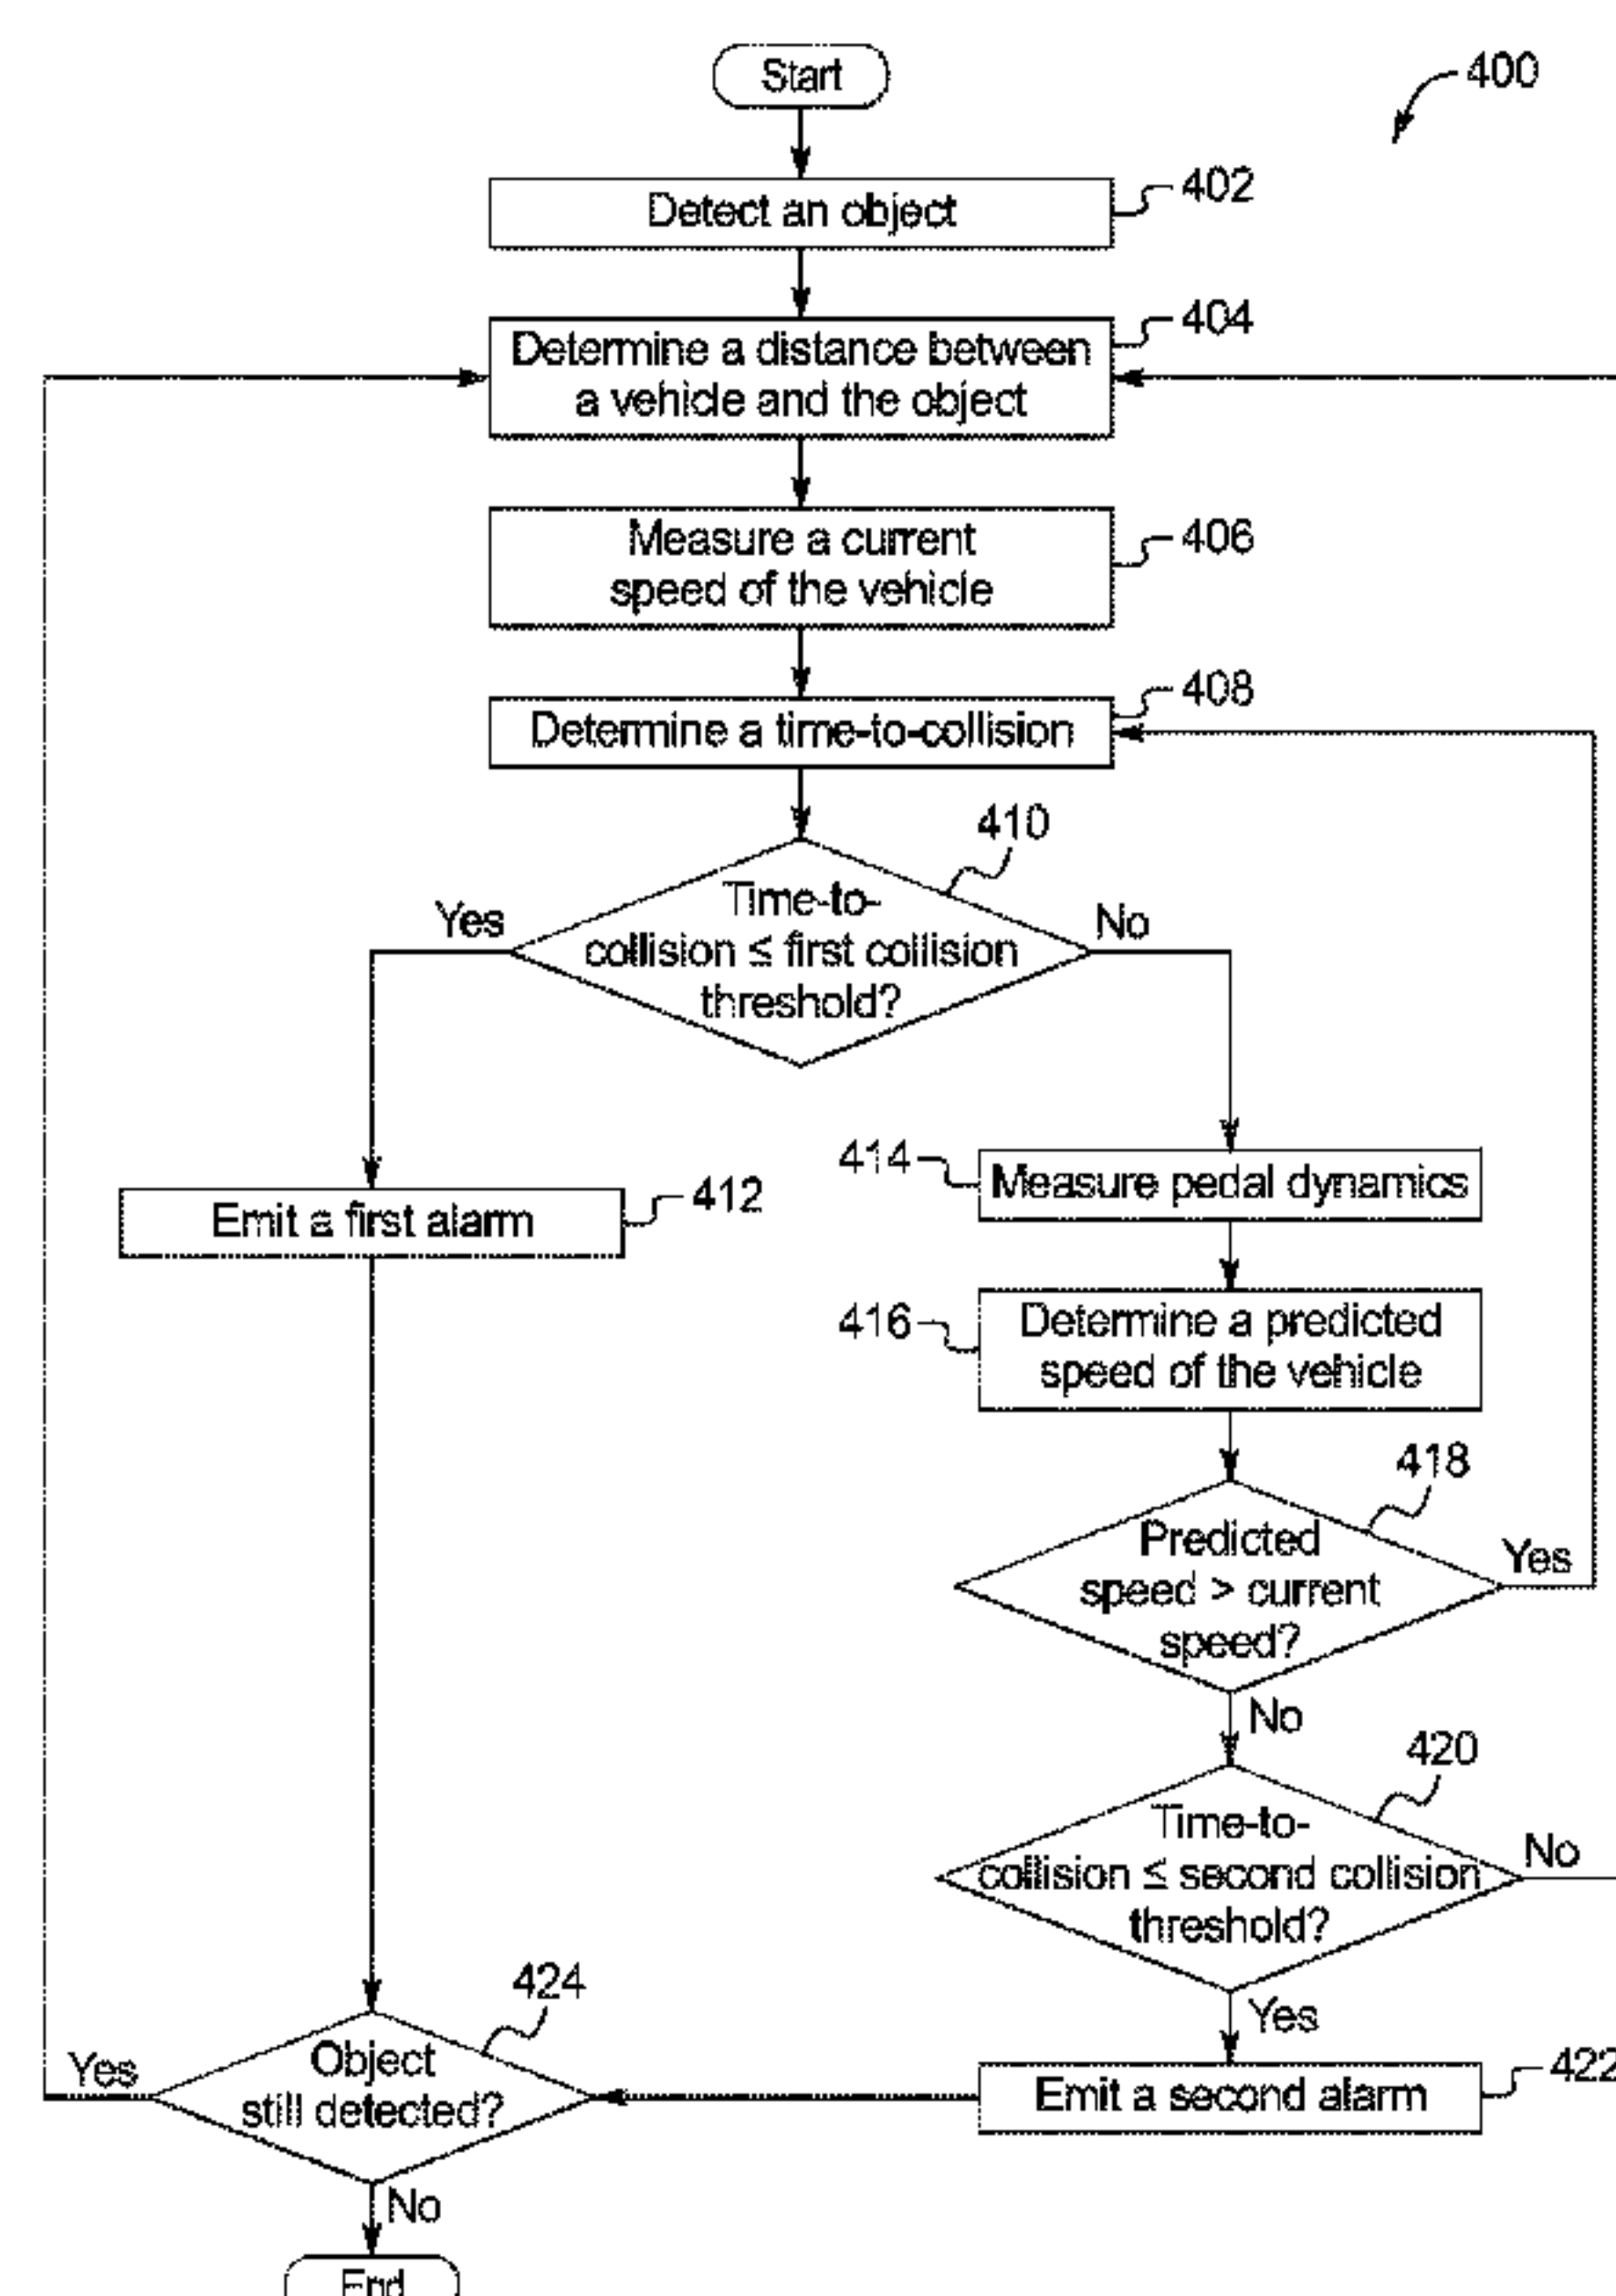 Start
400
Detect an object
402
Determine a distance between
a vehicle and the object
404
Measure a current
speed of the vehicle
406
Determine a time-to-collision
408
410
Time-to-
collision ≤ first collision
threshold?
Yes
No
414
Measure pedal dynamics
Emit a first alarm
412
416
Determine a predicted
speed of the vehicle
418
Predicted
speed > current
speed?
Yes
No
420
Time-to-
collision ≤ second collision
threshold?
No
Yes
424
Object
still detected?
Yes
Emit a second alarm
422
No
End